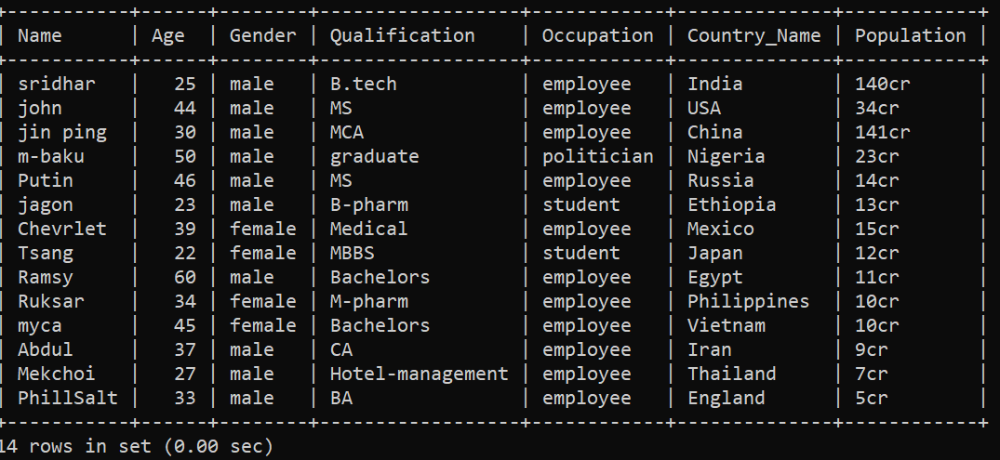 +-----------+------+--------+------------------+------------+--------------+------------+
| Name      | Age  | Gender | Qualification    | Occupation | Country_Name | Population |
+-----------+------+--------+------------------+------------+--------------+------------+
| sridhar   |   25 | male   | B.tech           | employee   | India        | 140cr      |
| john      |   44 | male   | MS               | employee   | USA          | 34cr       |
| jin ping  |   30 | male   | MCA              | employee   | China        | 141cr      |
| m-baku    |   50 | male   | graduate         | politician | Nigeria      | 23cr       |
| Putin     |   46 | male   | MS               | employee   | Russia       | 14cr       |
| jagon     |   23 | male   | B-pharm          | student    | Ethiopia     | 13cr       |
| Chevrlet  |   39 | female | Medical          | employee   | Mexico       | 15cr       |
| Tsang     |   22 | female | MBBS             | student    | Japan        | 12cr       |
| Ramsy     |   60 | male   | Bachelors        | employee   | Egypt        | 11cr       |
| Ruksar    |   34 | female | M-pharm          | employee   | Philippines  | 10cr       |
| myca      |   45 | female | Bachelors        | employee   | Vietnam      | 10cr       |
| Abdul     |   37 | male   | CA               | employee   | Iran         | 9cr        |
| Mekchoi   |   27 | male   | Hotel-management | employee   | Thailand     | 7cr        |
| PhillSalt |   33 | male   | BA               | employee   | England      | 5cr        |
+-----------+------+--------+------------------+------------+--------------+------------+
14 rows in set (0.00 sec)